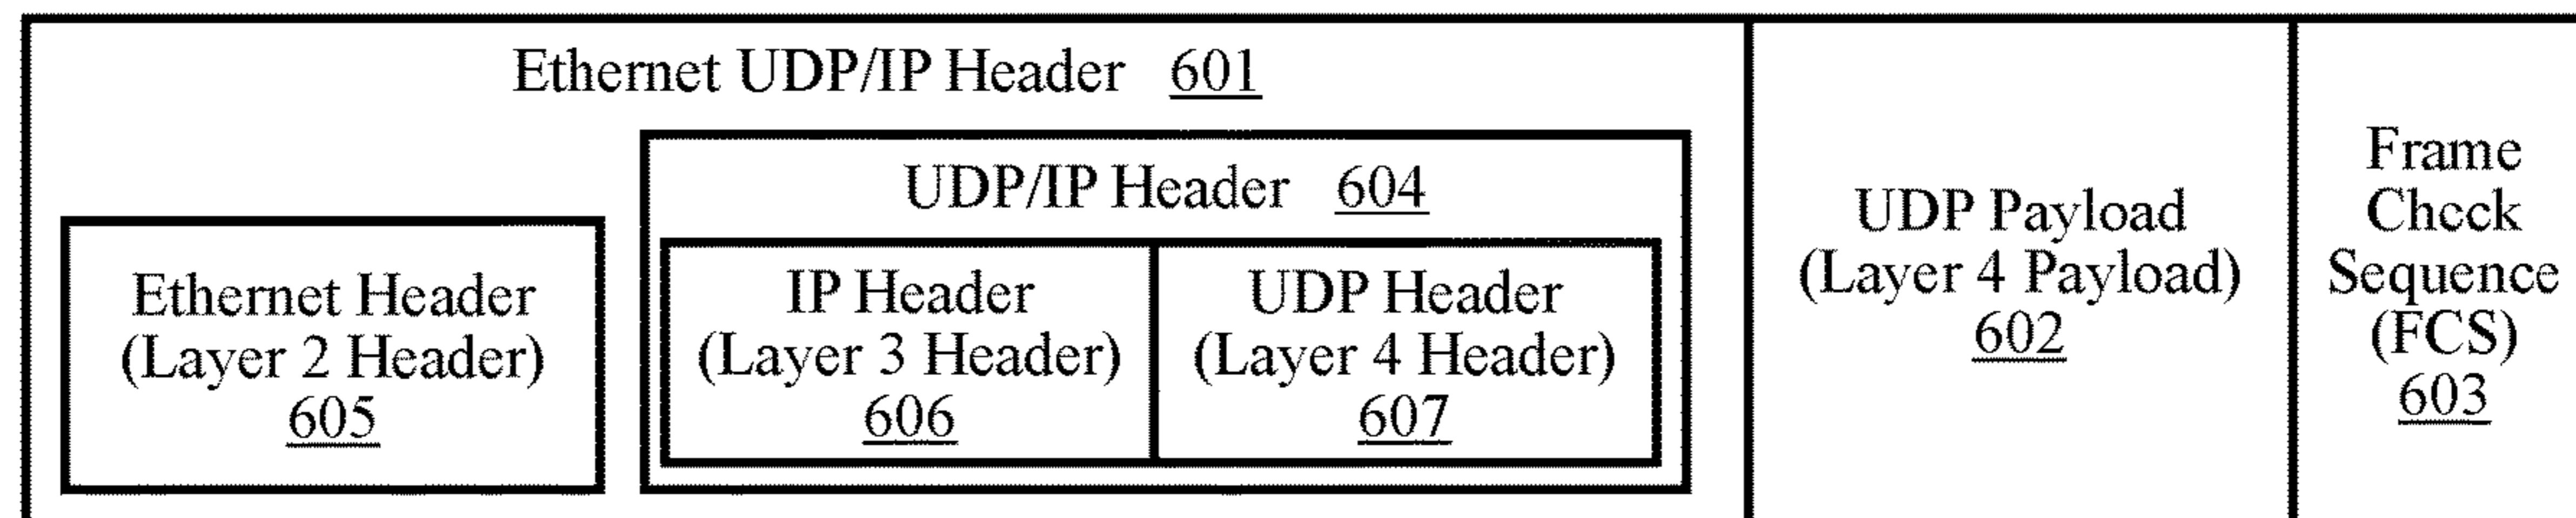 Ethernet UDP/IP Header 601
UDP/IP Header 604
Ethernet Header
(Layer 2 Header)
605
IP Header
(Layer 3 Header)
606
UDP Header
(Layer 4 Header)
607
UDP Payload
(Layer 4 Payload)
602
Frame
Check
Sequence
(FCS)
603